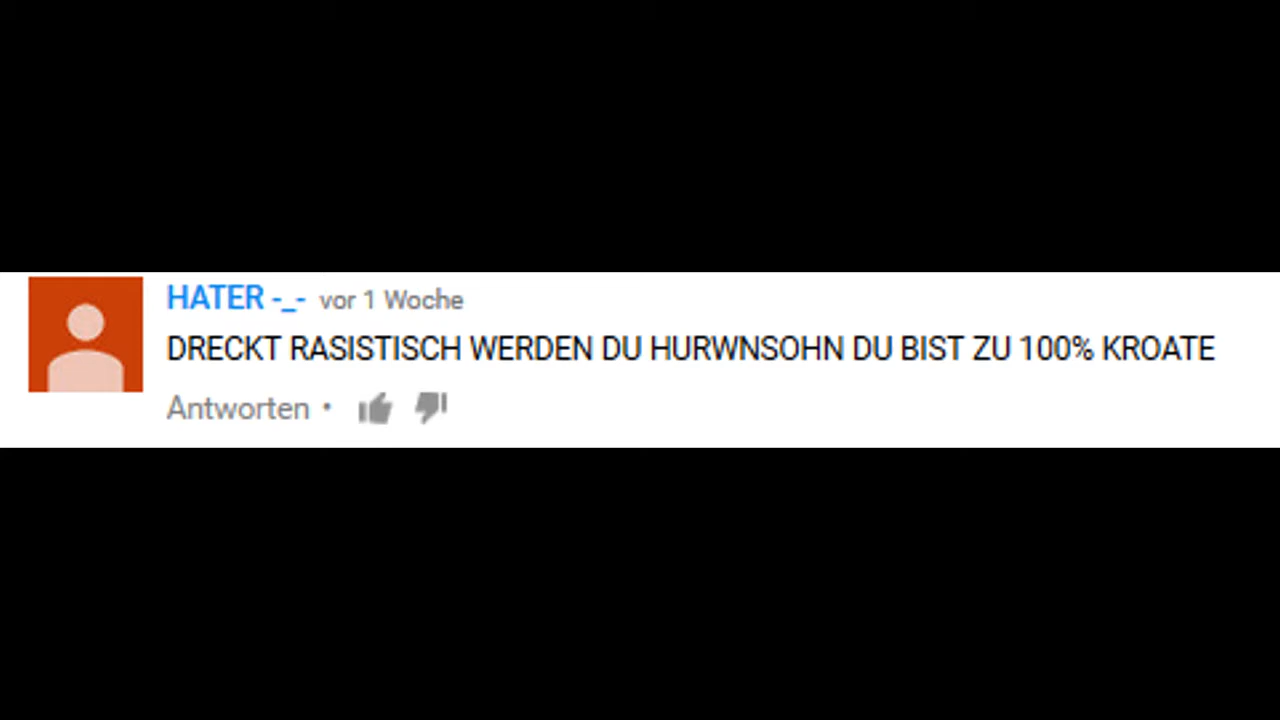 HATER -_- vor 1 Woche
DRECKT RASISTISCH WERDEN DU HURWNSOHN DU BIST ZU 100% KROATE
Antworten •